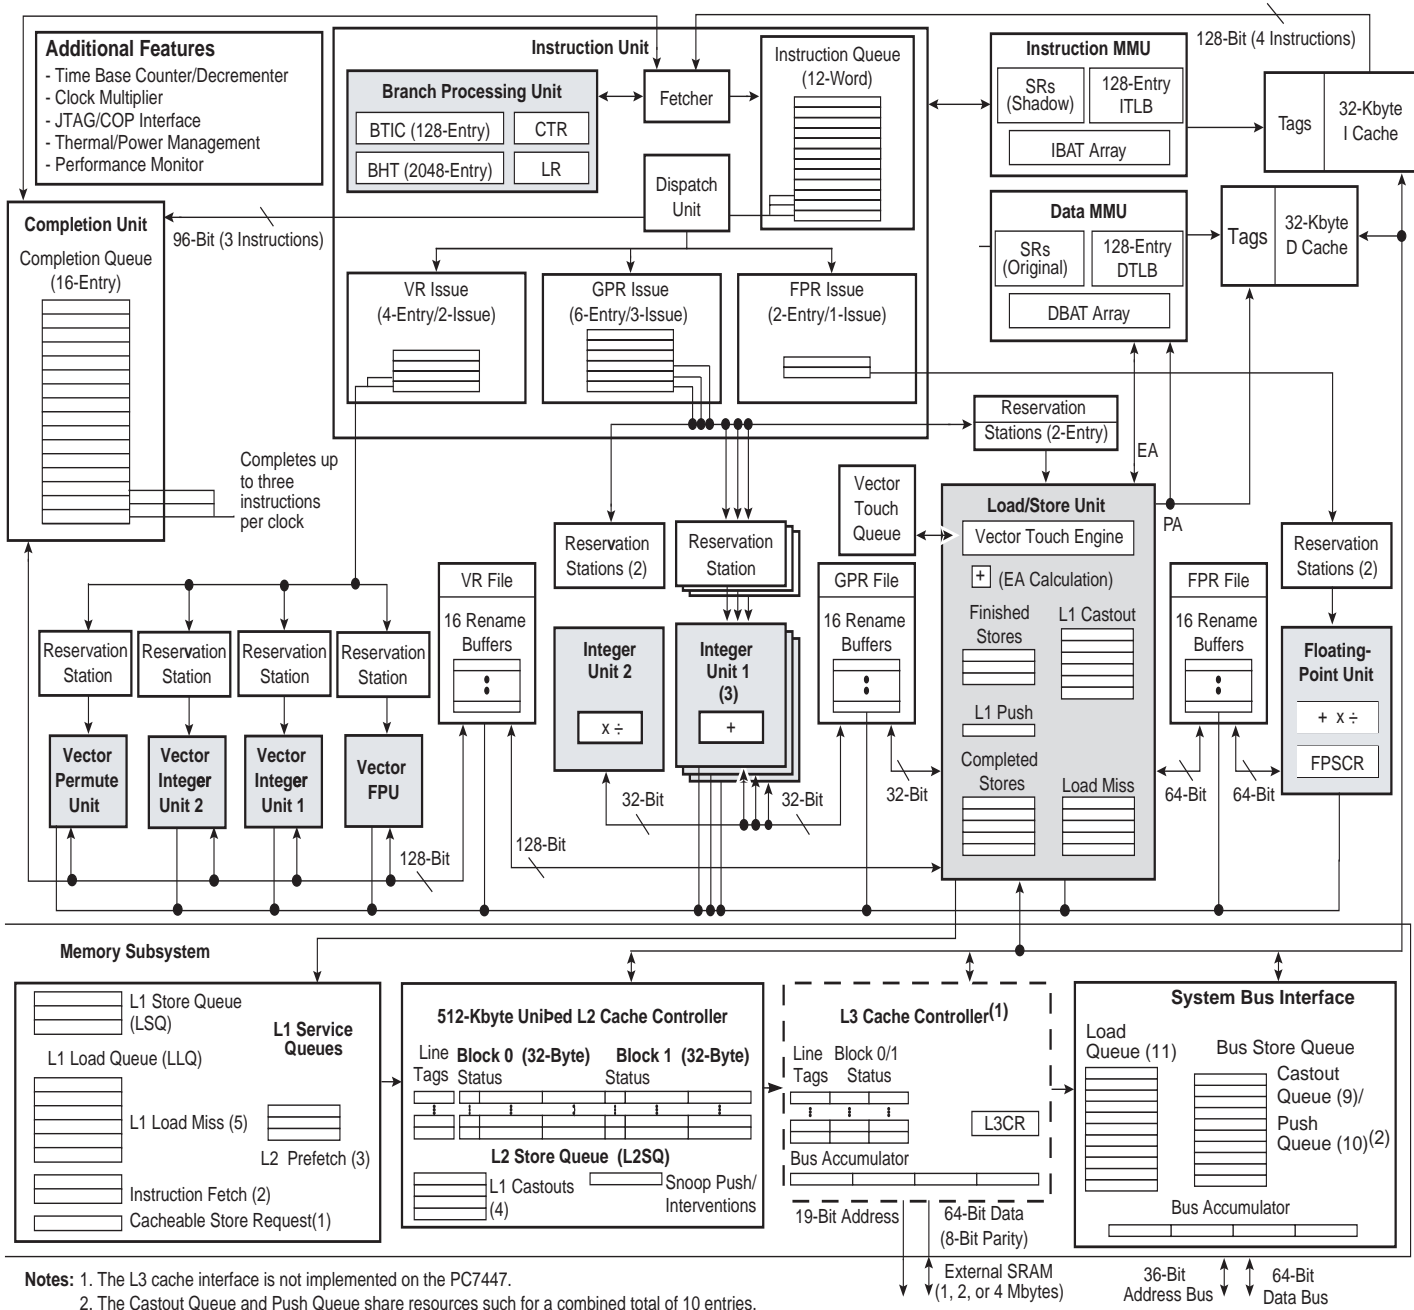 Additional Features
- Time Base Counter/Decrementer
- Clock Multiplier
- JTAG/COP Interface
- Thermal/Power Management
- Performance Monitor
Instruction Unit
Branch Processing Unit
BTIC (128-Entry)
CTR
BHT (2048-Entry)
LR
Fetcher
Instruction Queue
(12-Word)
Dispatch
Unit
128-Bit (4 Instructions)
Instruction MMU
SRs
(Shadow)
128-Entry
ITLB
IBAT Array
Tags
32-Kbyte
I Cache
Data MMU
SRs
(Original)
128-Entry
DTLB
DBAT Array
Tags
32-Kbyte
D Cache
Completion Unit
Completion Queue
(16-Entry)
96-Bit (3 Instructions)
Completes up
to three
instructions
per clock
VR Issue
(4-Entry/2-Issue)
GPR Issue
(6-Entry/3-Issue)
FPR Issue
(2-Entry/1-Issue)
Reservation
Stations (2-Entry)
EA
PA
Vector
Touch
Queue
Load/Store Unit
Vector Touch Engine
+
(EA Calculation)
Finished
Stores
L1 Castout
L1 Push
Completed
Stores
Load Miss
Reservation
Stations (2)
Reservation
Station
Reservation
Stations (2)
VR File
16 Rename
Buffers
GPR File
16 Rename
Buffers
FPR File
16 Rename
Buffers
Reservation
Station
Reservation
Station
Reservation
Station
Reservation
Station
Vector
Permute
Unit
Vector
Integer
Unit 2
Vector
Integer
Unit 1
Vector
FPU
Integer
Unit 2
x ÷
Integer
Unit 1
(3)
+
Floating-
Point Unit
+ x ÷
FPSCR
128-Bit
128-Bit
32-Bit
32-Bit
32-Bit
64-Bit
64-Bit
Memory Subsystem
L1 Store Queue
(LSQ)
L1 Service
Queues
L1 Load Queue (LLQ)
L1 Load Miss (5)
L2 Prefetch (3)
Instruction Fetch (2)
Cacheable Store Request(1)
512-Kbyte UniÞed L2 Cache Controller
Line
Tags
Block 0 (32-Byte)
Status
Block 1 (32-Byte)
Status
L2 Store Queue (L2SQ)
L1 Castouts
(4)
Snoop Push/
Interventions
L3 Cache Controller(1)
Line
Tags
Block 0/1
Status
L3CR
Bus Accumulator
19-Bit Address
64-Bit Data
(8-Bit Parity)
External SRAM
(1, 2, or 4 Mbytes)
System Bus Interface
Load
Queue (11)
Bus Store Queue
Castout
Queue (9)/
Push
Queue (10)(2)
Bus Accumulator
36-Bit
Address Bus
64-Bit
Data Bus
Notes: 1. The L3 cache interface is not implemented on the PC7447.
2. The Castout Queue and Push Queue share resources such for a combined total of 10 entries.